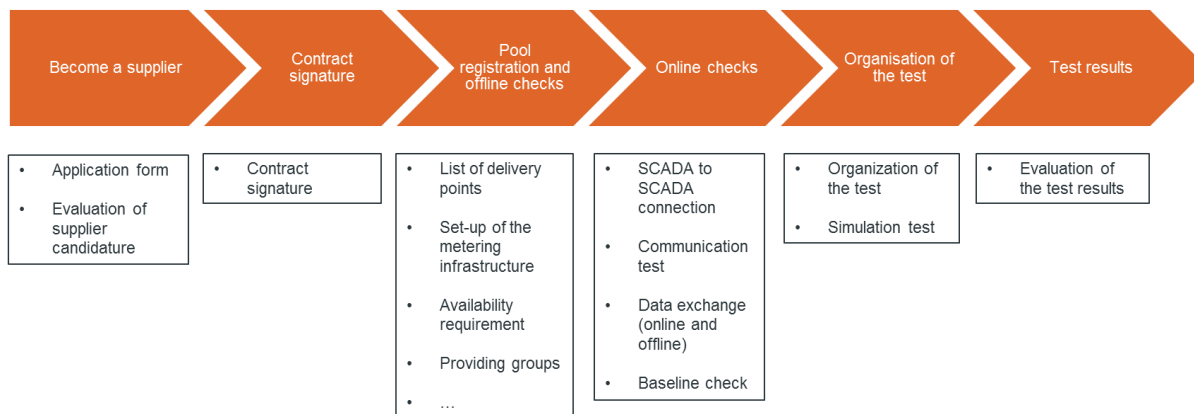 Become a supplier
Contract
signature
Pool
registration and
offline checks
Online checks
Organisation of
the test
Test results
• Application form
• Evaluation of
supplier
candidature
• Contract
signature
• List of delivery
points
• Set-up of the
metering
infrastructure
• Availability
requirement
• Providing groups
• …
• SCADA to
SCADA
connection
• Communication
test
• Data exchange
(online and
offline)
• Baseline check
• Organization of
the test
• Simulation test
• Evaluation of
the test results